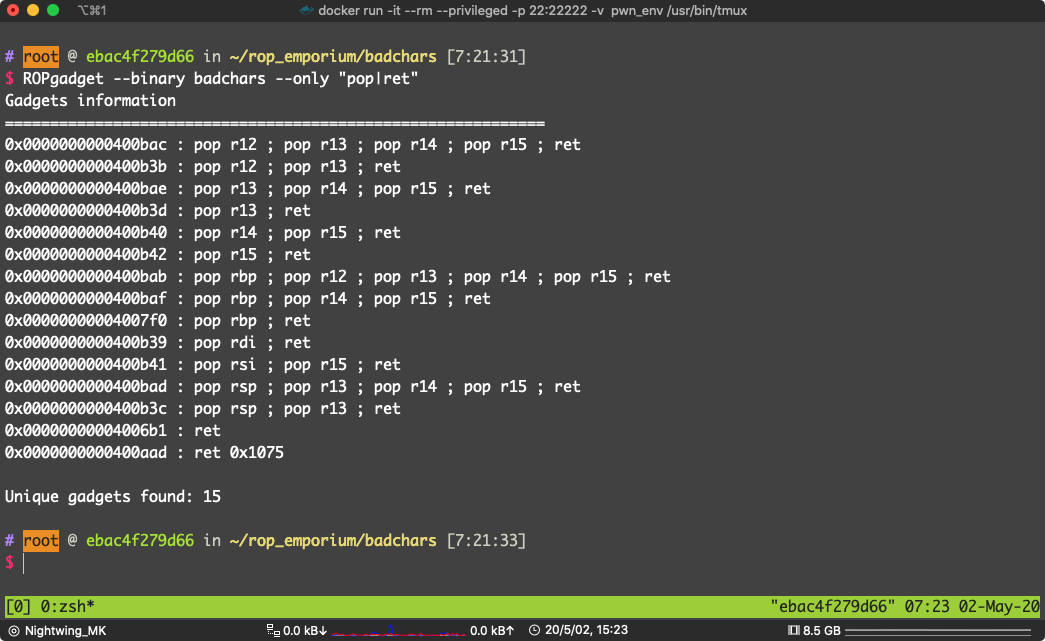 ⌥⌘1 docker run -it --rm --privileged -p 22:22222 -v  pwn_env /usr/bin/tmux
# root @ ebac4f279d66 in ~/rop_emporium/badchars [7:21:31]
$ ROPgadget --binary badchars --only "pop|ret"
Gadgets information
============================================================
0x0000000000400bac : pop r12 ; pop r13 ; pop r14 ; pop r15 ; ret
0x0000000000400b3b : pop r12 ; pop r13 ; ret
0x0000000000400bae : pop r13 ; pop r14 ; pop r15 ; ret
0x0000000000400b3d : pop r13 ; ret
0x0000000000400b40 : pop r14 ; pop r15 ; ret
0x0000000000400b42 : pop r15 ; ret
0x0000000000400bab : pop rbp ; pop r12 ; pop r13 ; pop r14 ; pop r15 ; ret
0x0000000000400baf : pop rbp ; pop r14 ; pop r15 ; ret
0x00000000004007f0 : pop rbp ; ret
0x0000000000400b39 : pop rdi ; ret
0x0000000000400b41 : pop rsi ; pop r15 ; ret
0x0000000000400bad : pop rsp ; pop r13 ; pop r14 ; pop r15 ; ret
0x0000000000400b3c : pop rsp ; pop r13 ; ret
0x00000000004006b1 : ret
0x0000000000400aad : ret 0x1075
Unique gadgets found: 15
# root @ ebac4f279d66 in ~/rop_emporium/badchars [7:21:33]
$
[0] 0:zsh* "ebac4f279d66" 07:23 02-May-20
Nightwing_MK 0.0 kB↓ 0.0 kB↑ 20/5/02, 15:23 8.5 GB